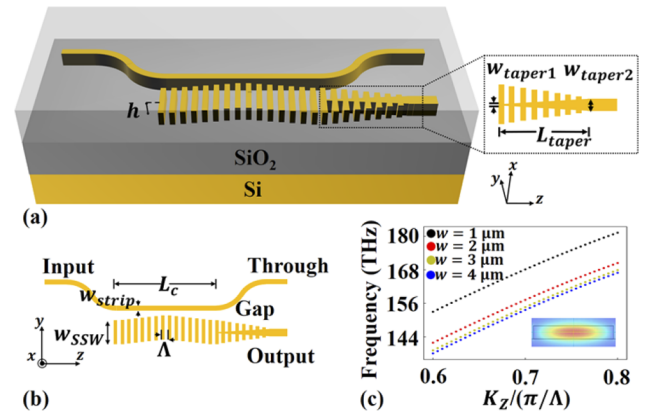 w_taper1 w_taper2
h
L_taper
SiO₂
Si
x
y
z
(a)
(c)
180
168
156
144
Frequency (THz)
w = 1 μm
w = 2 μm
w = 3 μm
w = 4 μm
0.6 0.7 0.8
K_Z/(π/Λ)
Input L_c Through
w_strip
Gap
w_SSW
Λ
Output
y
x z
(b)